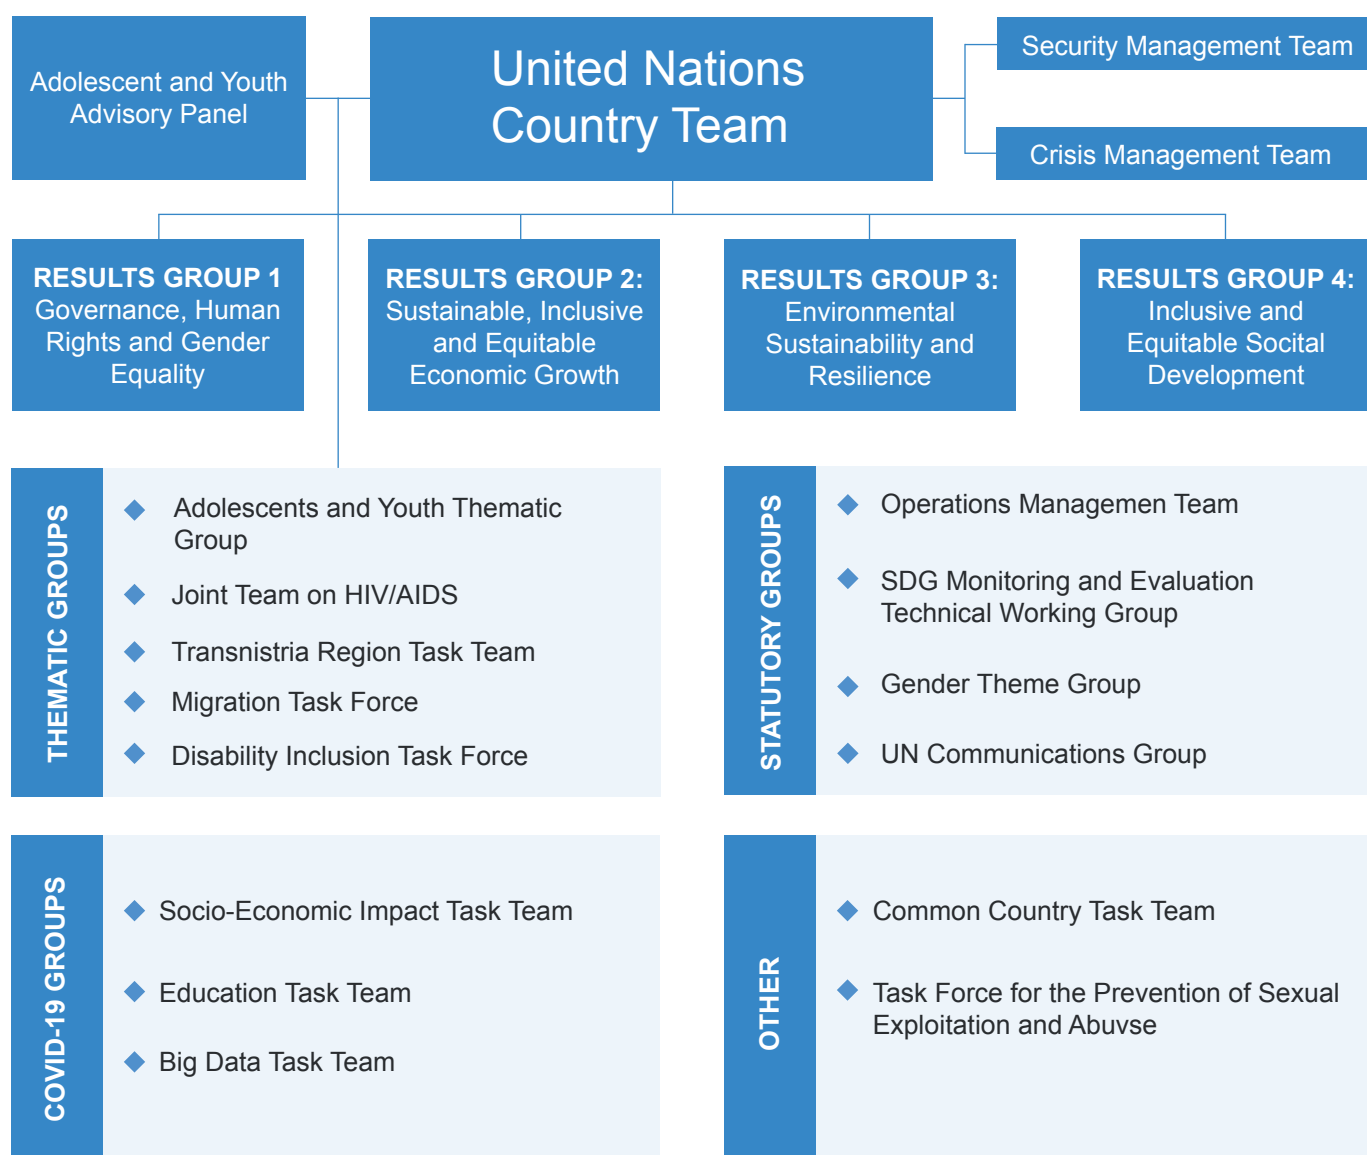 Adolescent and Youth
Advisory Panel
United Nations
Country Team
Security Management Team
Crisis Management Team
RESULTS GROUP 1
Governance, Human
Rights and Gender
Equality
RESULTS GROUP 2:
Sustainable, Inclusive
and Equitable
Economic Growth
RESULTS GROUP 3:
Environmental
Sustainability and
Resilience
RESULTS GROUP 4:
Inclusive and
Equitable Socital
Development
THEMATIC GROUPS
Adolescents and Youth Thematic
Group
Joint Team on HIV/AIDS
Transnistria Region Task Team
Migration Task Force
Disability Inclusion Task Force
STATUTORY GROUPS
Operations Managemen Team
SDG Monitoring and Evaluation
Technical Working Group
Gender Theme Group
UN Communications Group
COVID-19 GROUPS
Socio-Economic Impact Task Team
Education Task Team
Big Data Task Team
OTHER
Common Country Task Team
Task Force for the Prevention of Sexual
Exploitation and Abuvse